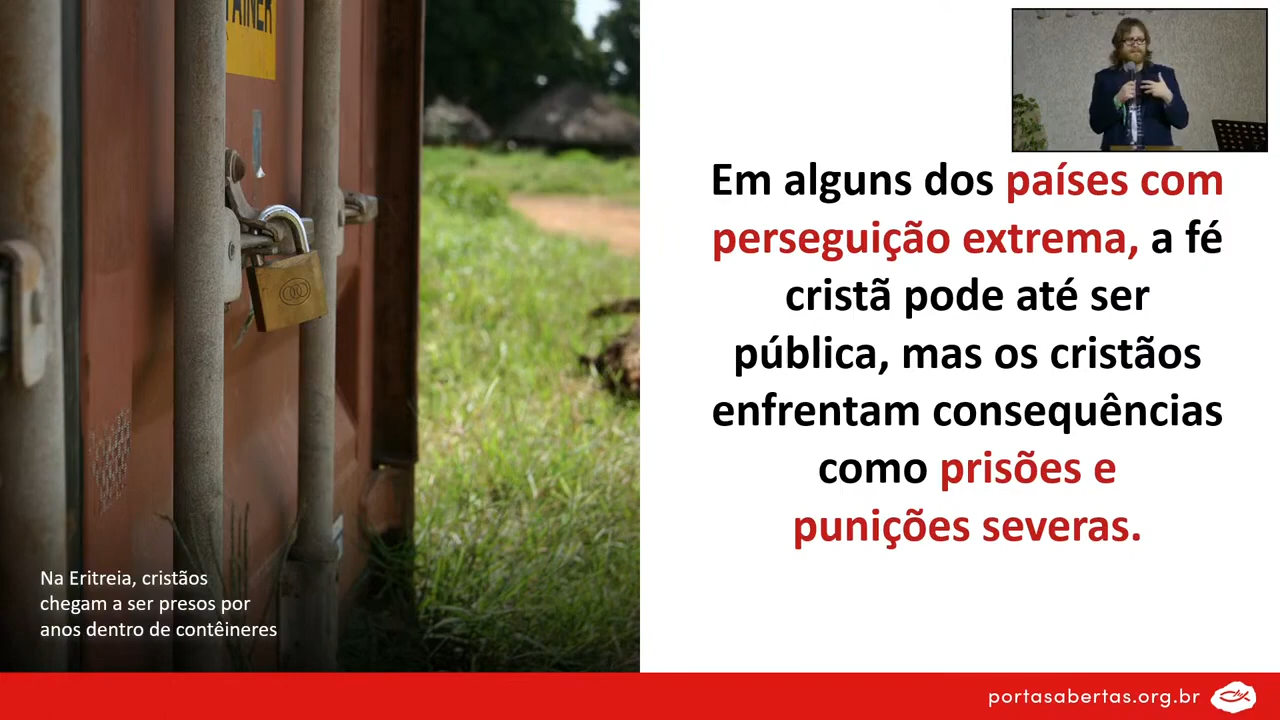 TAINER
Em alguns dos países com
perseguição extrema, a fé
cristã pode até ser
pública, mas os cristãos
enfrentam consequências
como prisões e
punições severas.
Na Eritreia, cristãos
chegam a ser presos por
anos dentro de contêineres
portasabertas.org.br